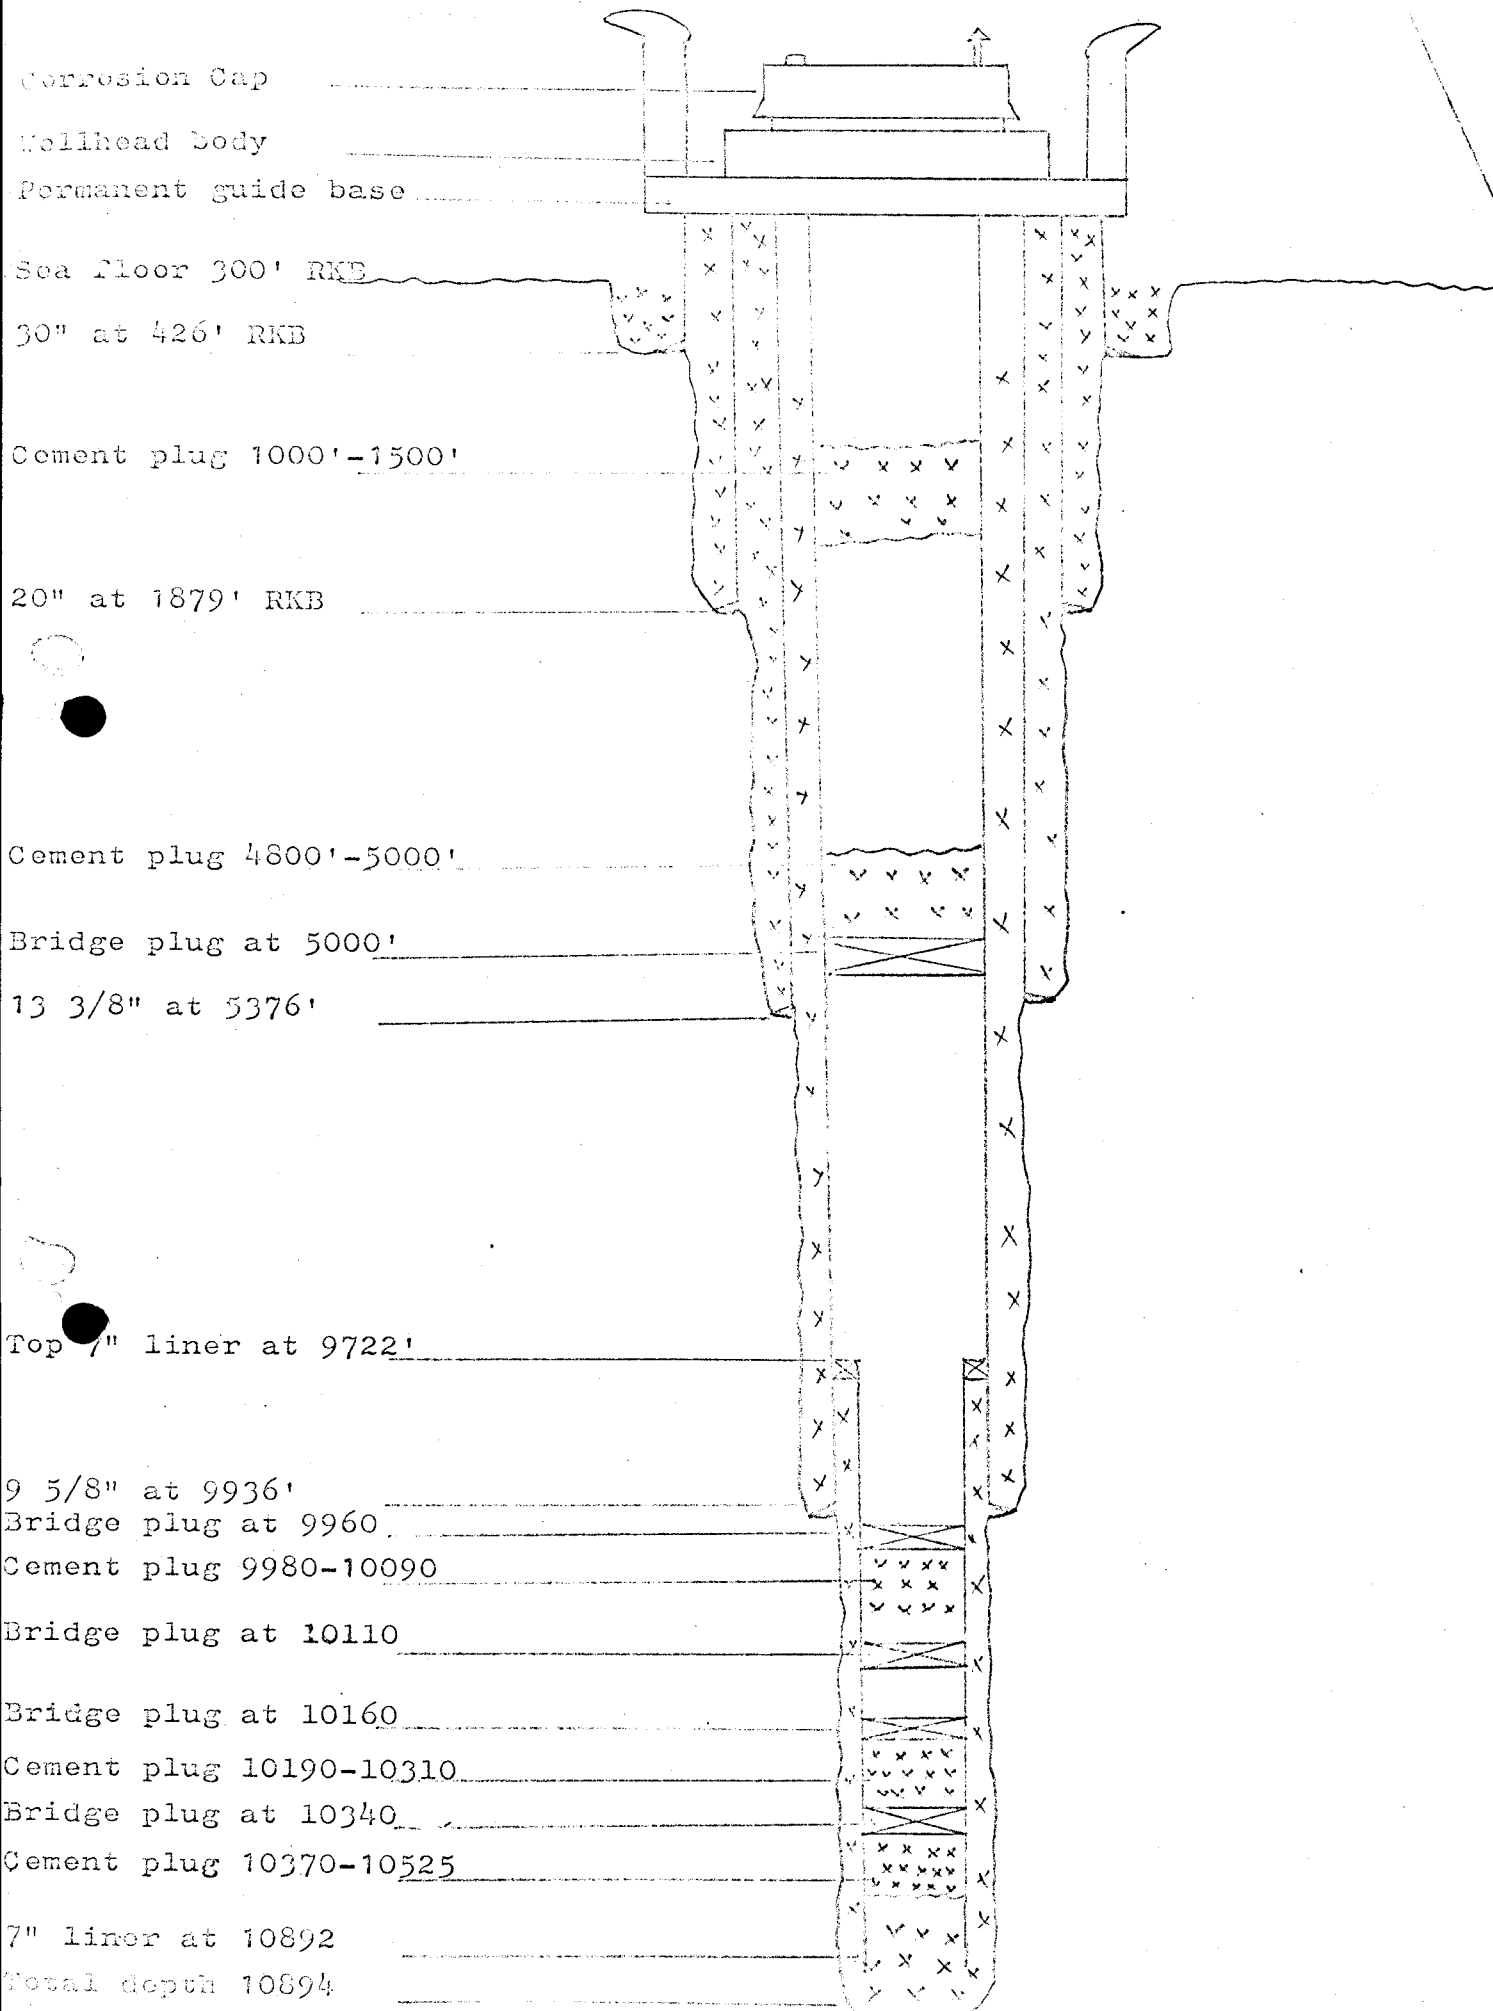 Corrosion Cap
Wellhead body
Permanent guide base
Sea floor 300' RKB
30" at 426' RKB
Cement plug 1000'-1500'
20" at 1879' RKB
Cement plug 4800'-5000'
Bridge plug at 5000'
13 3/8" at 5376'
Top 7" liner at 9722'
9 5/8" at 9936'
Bridge plug at 9960
Cement plug 9980-10090
Bridge plug at 10110
Bridge plug at 10160
Cement plug 10190-10310
Bridge plug at 10340
Cement plug 10370-10525
7" liner at 10892
Total depth 10894